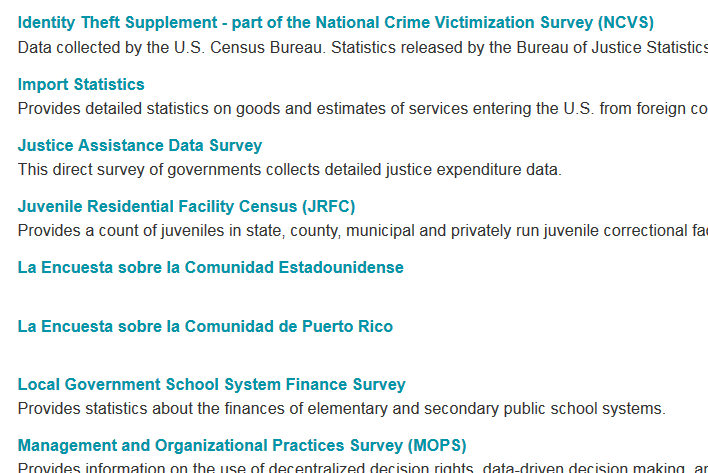 Identity Theft Supplement - part of the National Crime Victimization Survey (NCVS)
Data collected by the U.S. Census Bureau. Statistics released by the Bureau of Justice Statistics
Import Statistics
Provides detailed statistics on goods and estimates of services entering the U.S. from foreign co
Justice Assistance Data Survey
This direct survey of governments collects detailed justice expenditure data.
Juvenile Residential Facility Census (JRFC)
Provides a count of juveniles in state, county, municipal and privately run juvenile correctional fa
La Encuesta sobre la Comunidad Estadounidense
La Encuesta sobre la Comunidad de Puerto Rico
Local Government School System Finance Survey
Provides statistics about the finances of elementary and secondary public school systems.
Management and Organizational Practices Survey (MOPS)
Provides information on the use of decentralized decision rights, data-driven decision making, an